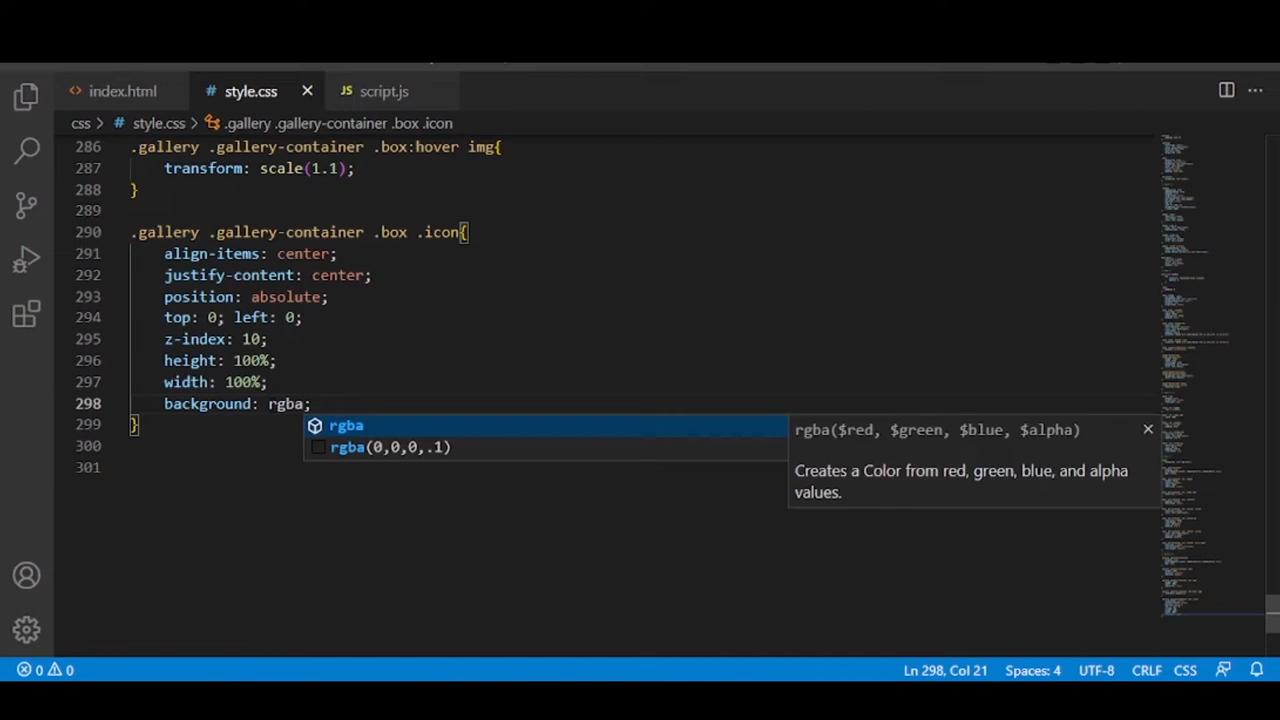 index.html
style.css
JS script.js
css > # style.css > .gallery .gallery-container .box .icon
286 .gallery .gallery-container .box:hover img{
287 transform: scale(1.1);
288 }
289
290 .gallery .gallery-container .box .icon{
291 align-items: center;
292 justify-content: center;
293 position: absolute;
294 top: 0; left: 0;
295 z-index: 10;
296 height: 100%;
297 width: 100%;
298 background: rgba;
299 }
300
301
rgba
rgba(0,0,0,.1)
rgba($red, $green, $blue, $alpha)
Creates a Color from red, green, blue, and alpha
values.
0 0 Ln 298, Col 21 Spaces: 4 UTF-8 CRLF CSS